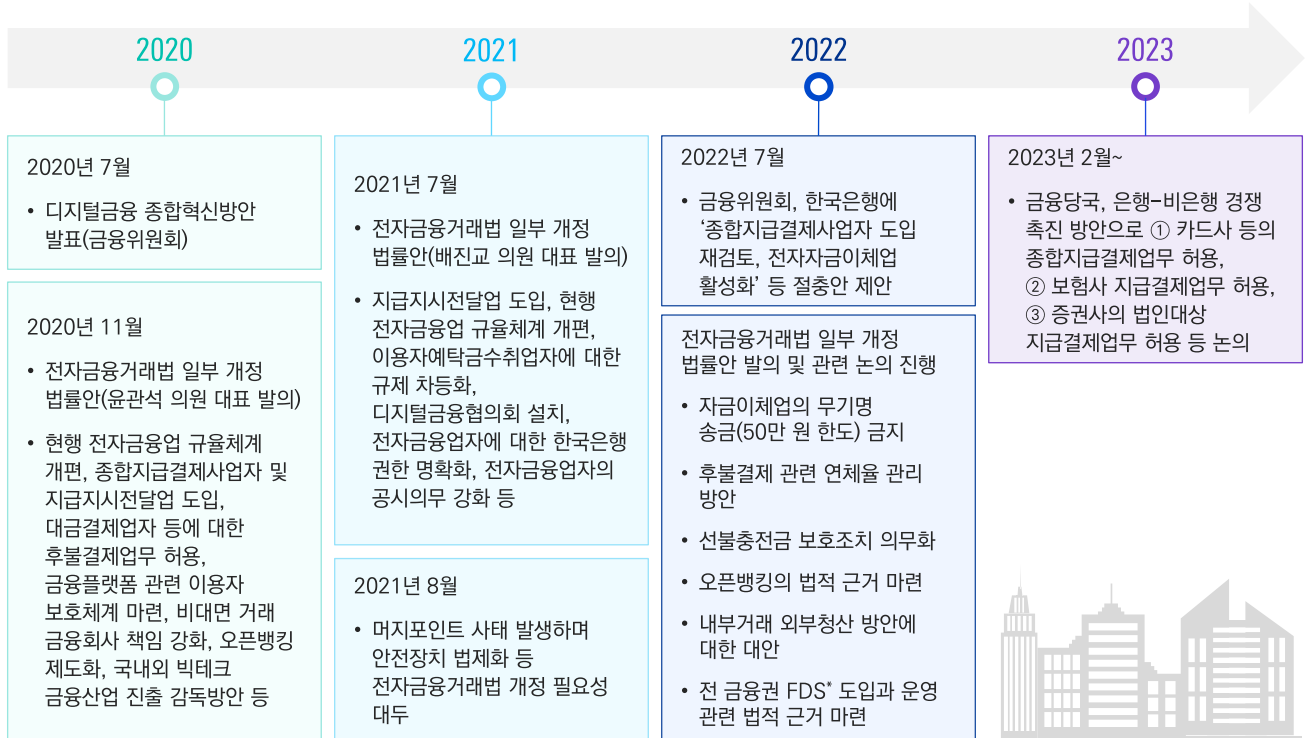 2020
2021
2022
2023
2020년 7월
• 디지털금융 종합혁신방안
발표(금융위원회)
2020년 11월
• 전자금융거래법 일부 개정
법률안(윤관석 의원 대표 발의)
• 현행 전자금융업 규율체계
개편, 종합지급결제사업자 및
지급지시전달업 도입,
대금결제업자 등에 대한
후불결제업무 허용,
금융플랫폼 관련 이용자
보호체계 마련, 비대면 거래
금융회사 책임 강화, 오픈뱅킹
제도화, 국내외 빅테크
금융산업 진출 감독방안 등
2021년 7월
• 전자금융거래법 일부 개정
법률안(배진교 의원 대표 발의)
• 지급지시전달업 도입, 현행
전자금융업 규율체계 개편,
이용자예탁금수취업자에 대한
규제 차등화,
디지털금융협의회 설치,
전자금융업자에 대한 한국은행
권한 명확화, 전자금융업자의
공시의무 강화 등
2021년 8월
• 머지포인트 사태 발생하며
안전장치 법제화 등
전자금융거래법 개정 필요성
대두
2022년 7월
• 금융위원회, 한국은행에
‘종합지급결제사업자 도입
재검토, 전자자금이체업
활성화’ 등 절충안 제안
전자금융거래법 일부 개정
법률안 발의 및 관련 논의 진행
• 자금이체업의 무기명
송금(50만 원 한도) 금지
• 후불결제 관련 연체율 관리
방안
• 선불충전금 보호조치 의무화
• 오픈뱅킹의 법적 근거 마련
• 내부거래 외부청산 방안에
대한 대안
• 전 금융권 FDS* 도입과 운영
관련 법적 근거 마련
2023년 2월~
• 금융당국, 은행-비은행 경쟁
촉진 방안으로 ① 카드사 등의
종합지급결제업무 허용,
② 보험사 지급결제업무 허용,
③ 증권사의 법인대상
지급결제업무 허용 등 논의